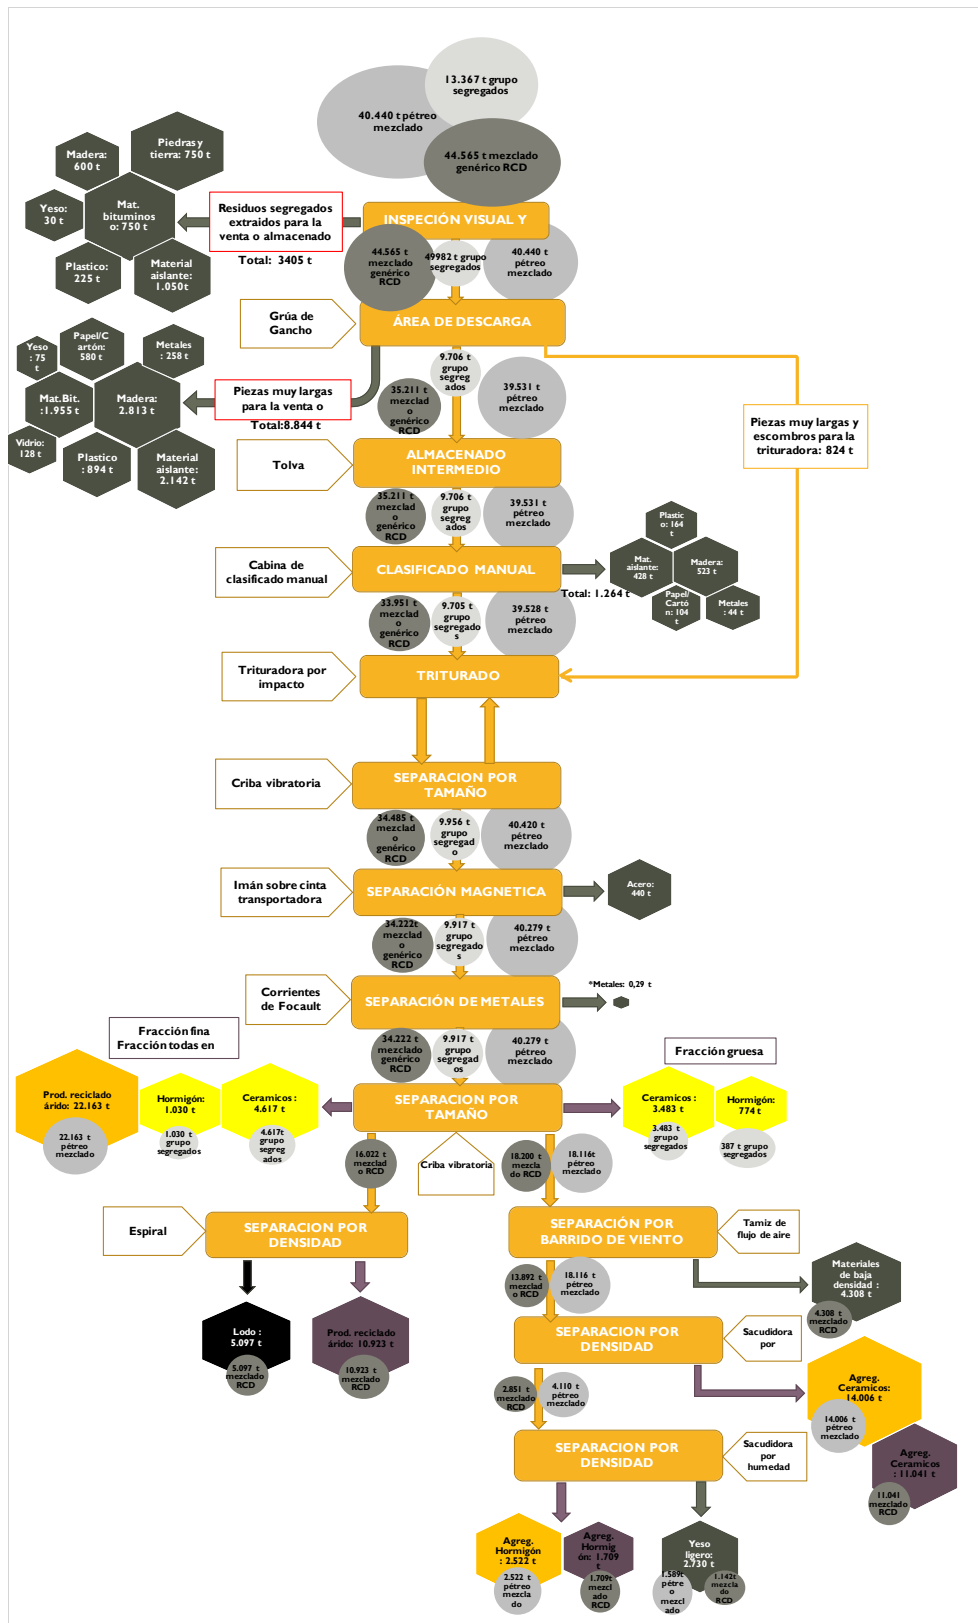 13.367 t grupo
segregados
40.440 t pétreo
mezclado
44.565 t mezclado
genérico RCD
Madera:
600 t
Piedras y
tierra: 750 t
Yeso:
30 t
Mat.
bituminos
o: 750 t
Plastico:
225 t
Material
aislante:
1.050t
Residuos segregados
extraidos para la
venta o almacenado
Total: 3405 t
INSPECIÓN VISUAL Y
44.565 t
mezclado
genérico
RCD
49982 t grupo
segregados
40.440 t
pétreo
mezclado
Grúa de
Gancho
ÁREA DE DESCARGA
Yeso
: 75
t
Papel/C
artón:
580 t
Metales
: 258 t
Mat.Bit.
:1.955 t
Madera:
2.813 t
Vidrio:
128 t
Plastico
:894 t
Material
aislante:
2.142 t
Piezas muy largas
para la venta o
Total:8.844 t
9.706 t
grupo
segreg
ados
35.211 t
mezclad
o
genérico
RCD
39.531 t
pétreo
mezclado
Piezas muy largas y
escombros para la
trituradora: 824 t
Tolva
ALMACENADO
INTERMEDIO
35.211 t
mezclad
o
genérico
RCD
9.706 t
grupo
segreg
ados
39.531 t
pétreo
mezclado
Cabina de
clasificado manual
CLASIFICADO MANUAL
Total: 1.264 t
Plastic
o: 164
t
Mat.
aislante:
428 t
Madera:
523 t
Papel/
Cartó
n: 104
t
Metales
: 44 t
33.951 t
mezclad
o
genérico
RCD
9.705 t
grupo
segregado
s
39.528 t
pétreo
mezclado
Trituradora por
impacto
TRITURADO
Criba vibratoria
SEPARACION POR
TAMAÑO
34.485 t
mezclad
o
genérico
RCD
9.956 t
grupo
segregad
o
40.420 t
pétreo
mezclado
Imán sobre cinta
transportadora
SEPARACIÓN MAGNETICA
Acero:
440 t
34.222t
mezclad
o
genérico
RCD
9.917 t
grupo
segregado
s
40.279 t
pétreo
mezclado
Corrientes
de Focault
SEPARACIÓN DE METALES
*Metales: 0,29 t
34.222 t
mezclado
genérico
RCD
9.917 t
grupo
segreg
ados
40.279 t
pétreo
mezclado
Fracción fina
Fracción todas en
Fracción gruesa
Prod. reciclado
árido: 22.163 t
22.163 t
pétreo
mezclado
Hormigón:
1.030 t
1.030 t
grupo
segregados
Ceramicos :
4.617 t
4.617t
grupo
segreg
ados
SEPARACION POR
TAMAÑO
Ceramicos :
3.483 t
3.483 t
grupo
segregados
Hormigón:
774 t
387 t grupo
segregados
16.022 t
mezclad
o RCD
Criba vibratoria
18.200 t
mezcla
do RCD
18.116t
pétreo
mezclado
Espiral
SEPARACION POR
DENSIDAD
SEPARACIÓN POR
BARRIDO DE VIENTO
Tamiz de
flujo de aire
Lodo :
5.097 t
5.097 t
mezclado
RCD
Prod. reciclado
árido: 10.923 t
10.923 t
mezclado
RCD
13.892 t
mezclad
o RCD
18.116 t
pétreo
mezclado
Materiales
de baja
densidad :
4.308 t
4.308 t
mezclado
RCD
SEPARACION POR
DENSIDAD
Sacudidora
por
2.851 t
mezclad
o RCD
4.110 t
pétreo
mezclado
Agreg.
Ceramicos:
14.006 t
14.006 t
pétreo
mezclado
SEPARACION POR
DENSIDAD
Sacudidora
por
humedad
Agreg.
Ceramicos
: 11.041 t
11.041
mezclado
RCD
Agreg.
Hormigón
: 2.522 t
2.522 t
pétreo
mezcla
do
Agreg.
Hormig
ón: 1.709
t
1.709t
mezcl
ado RCD
Yeso
ligero:
2.730 t
1.589t
pétre
o
mezcl
ado
1.142t
mezcla
do
RCD